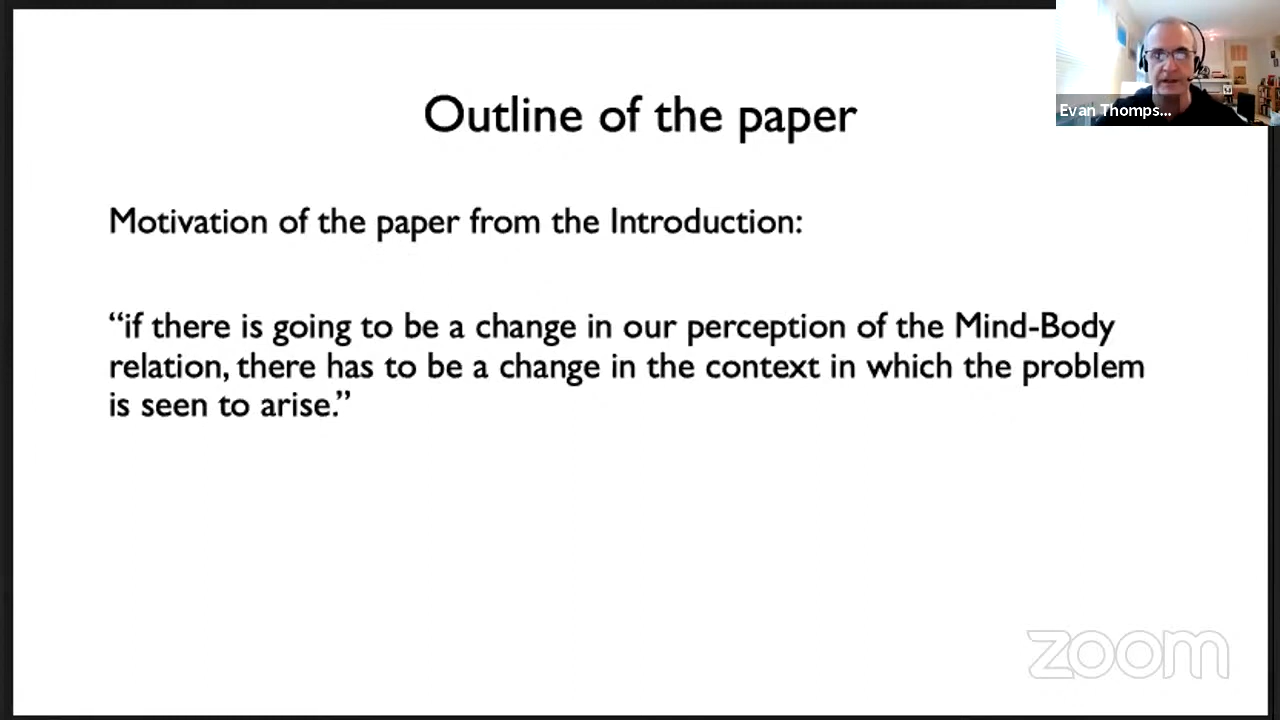 Outline of the paper
Evan Thomps...
Motivation of the paper from the Introduction:
“if there is going to be a change in our perception of the Mind-Body
relation, there has to be a change in the context in which the problem
is seen to arise.”
zoom